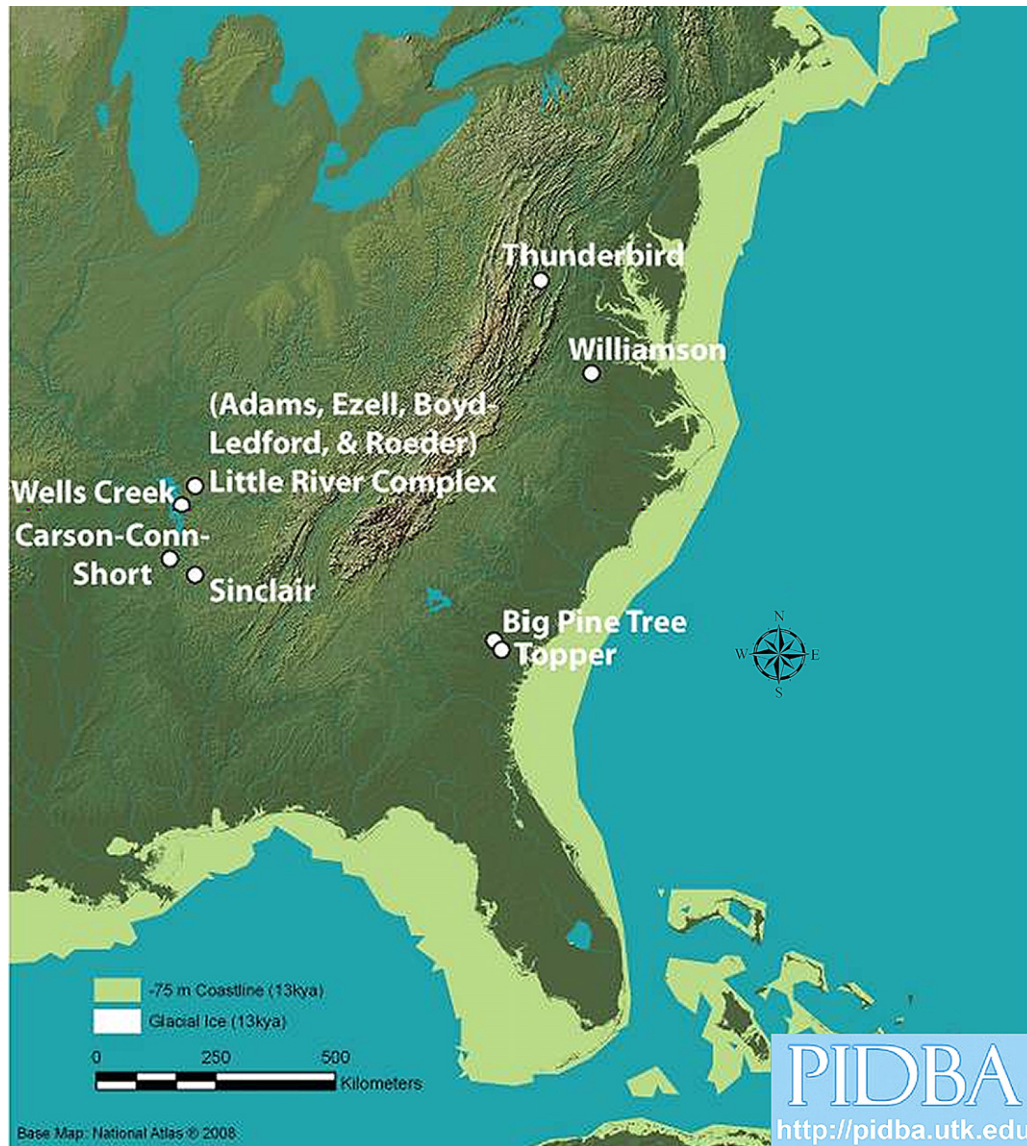 Thunderbird
Williamson
(Adams, Ezell, Boyd-
Ledford, & Roeder)
Little River Complex
Wells Creek
Carson-Conn-
Short
Sinclair
Big Pine Tree
Topper
N
W
E
S
-75 m Coastline (13kya)
Glacial Ice (13kya)
0 250 500
Kilometers
Base Map: National Atlas © 2008
PIDBA
http://pidba.utk.edu